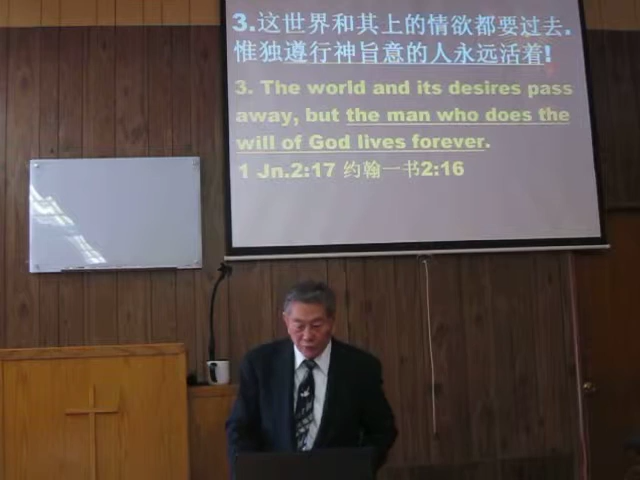 3.这世界和其上的情欲都要过去.
惟独遵行神旨意的人永远活着!
3. The world and its desires pass
away, but the man who does the
will of God lives forever.
1 Jn.2:17 约翰一书2:16